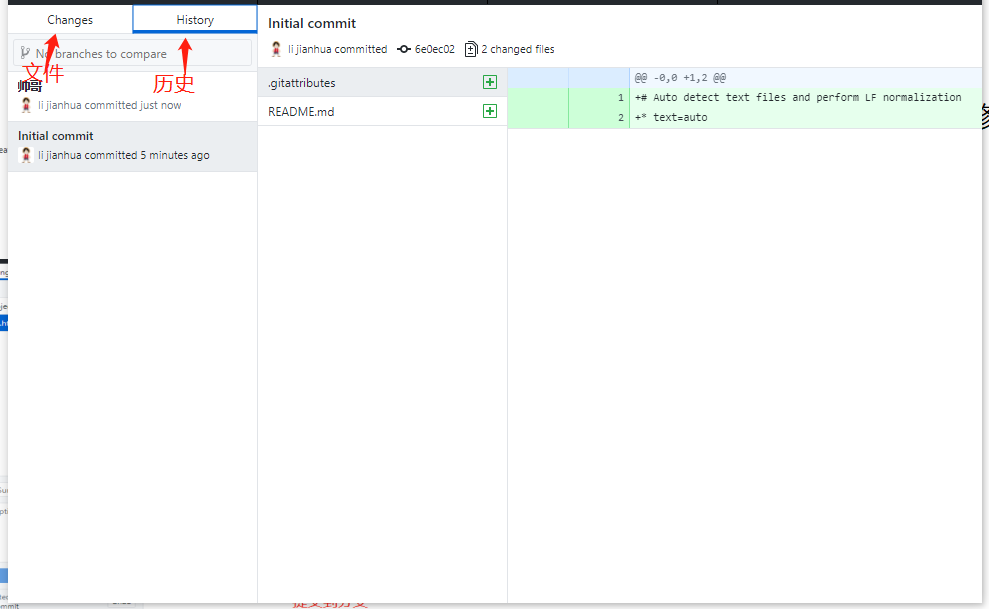 Changes
History
Initial commit
li jianhua committed 6e0ec02 2 changed files
No branches to compare
文件
历史
帅哥
li jianhua committed just now
Initial commit
li jianhua committed 5 minutes ago
.gitattributes
README.md
@@ -0,0 +1,2 @@
1 +# Auto detect text files and perform LF normalization
2 +* text=auto